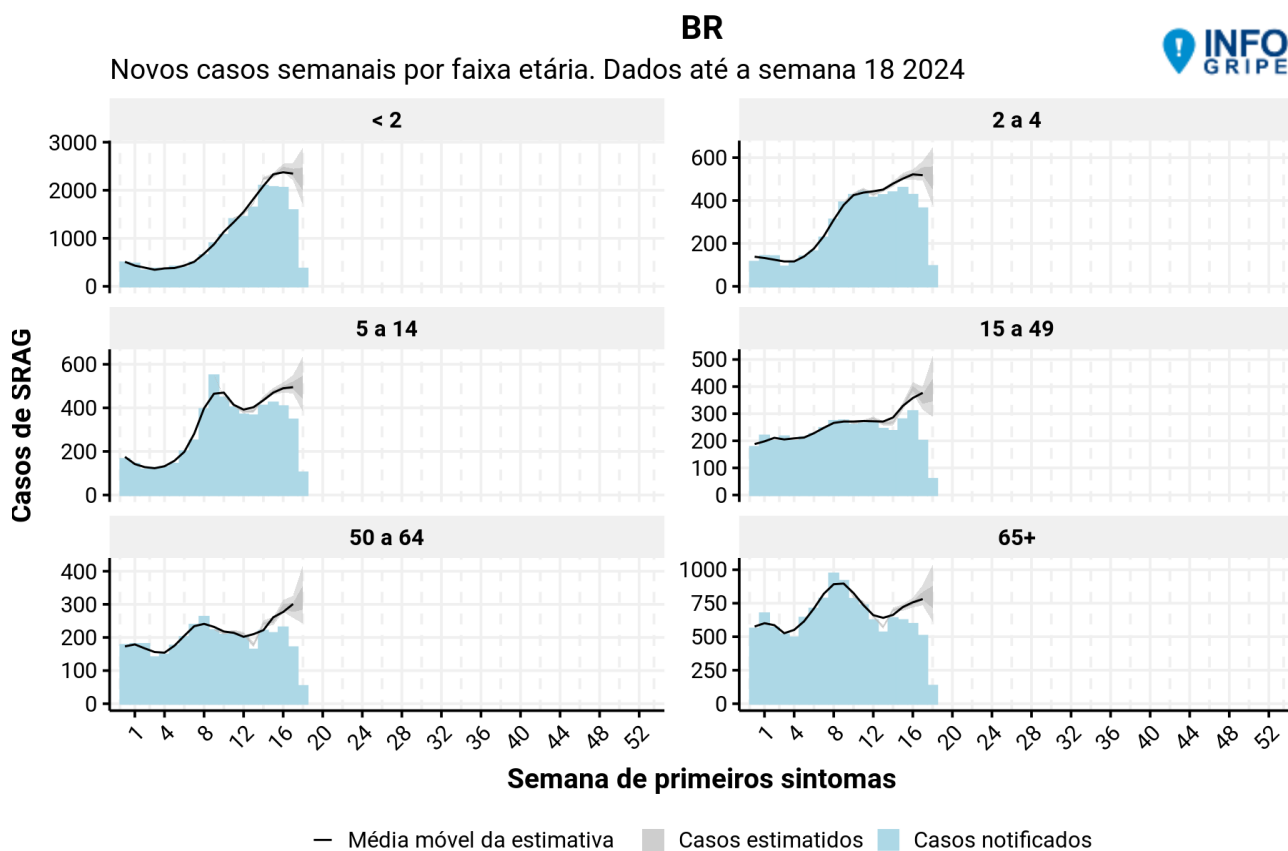 BR
INFO
GRIPE
Novos casos semanais por faixa etária. Dados até a semana 18 2024
Casos de SRAG
< 2
3000
2000
1000
0
2 a 4
600
400
200
0
5 a 14
600
400
200
0
15 a 49
500
400
300
200
100
0
50 a 64
400
300
200
100
0
65+
1000
750
500
250
0
1 4 8 12 16 20 24 28 32 36 40 44 48 52
1 4 8 12 16 20 24 28 32 36 40 44 48 52
Semana de primeiros sintomas
Média móvel da estimativa Casos estimatidos Casos notificados